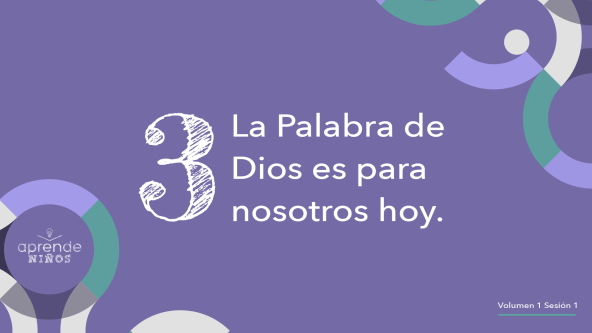 3
La Palabra de
Dios es para
nosotros hoy.
aprende
NIÑOS
Volumen 1 Sesión 1